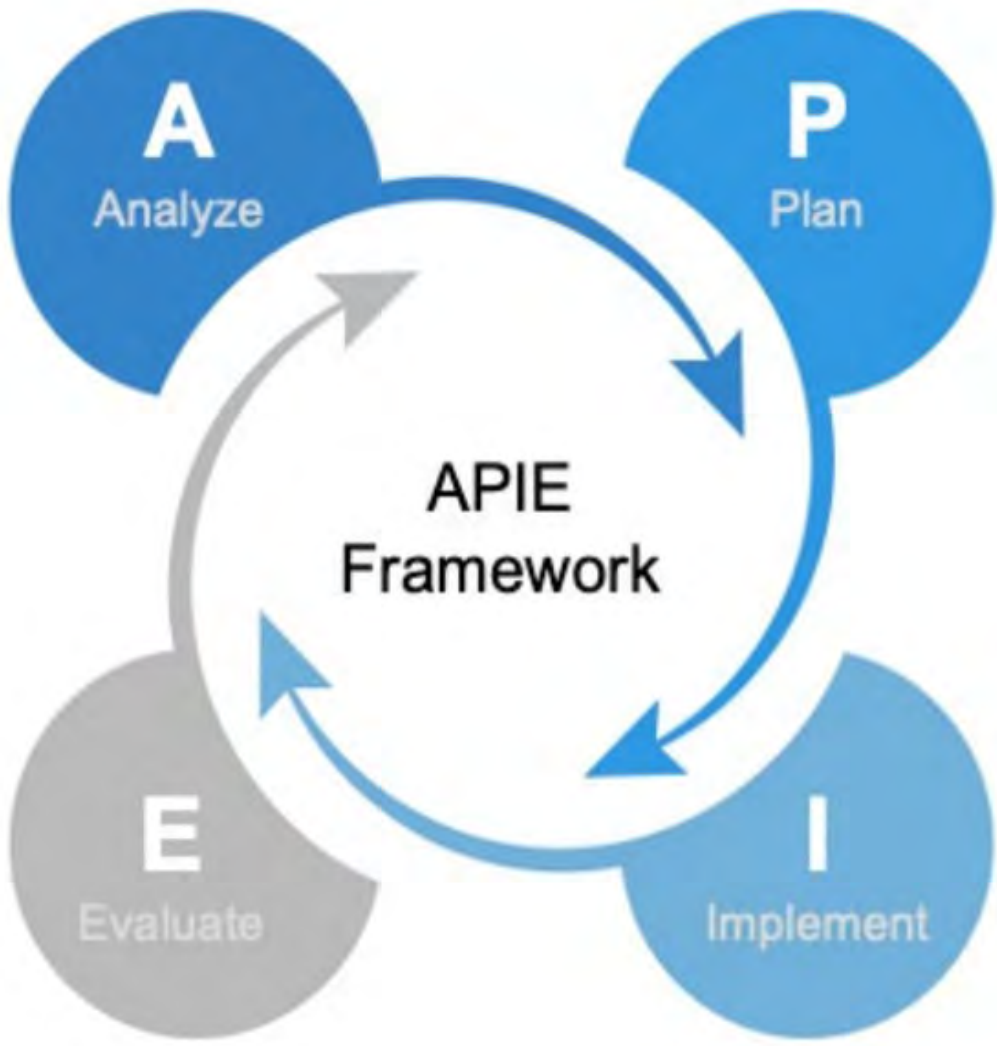 A
Analyze
P
Plan
APIE
Framework
E
Evaluate
I
Implement